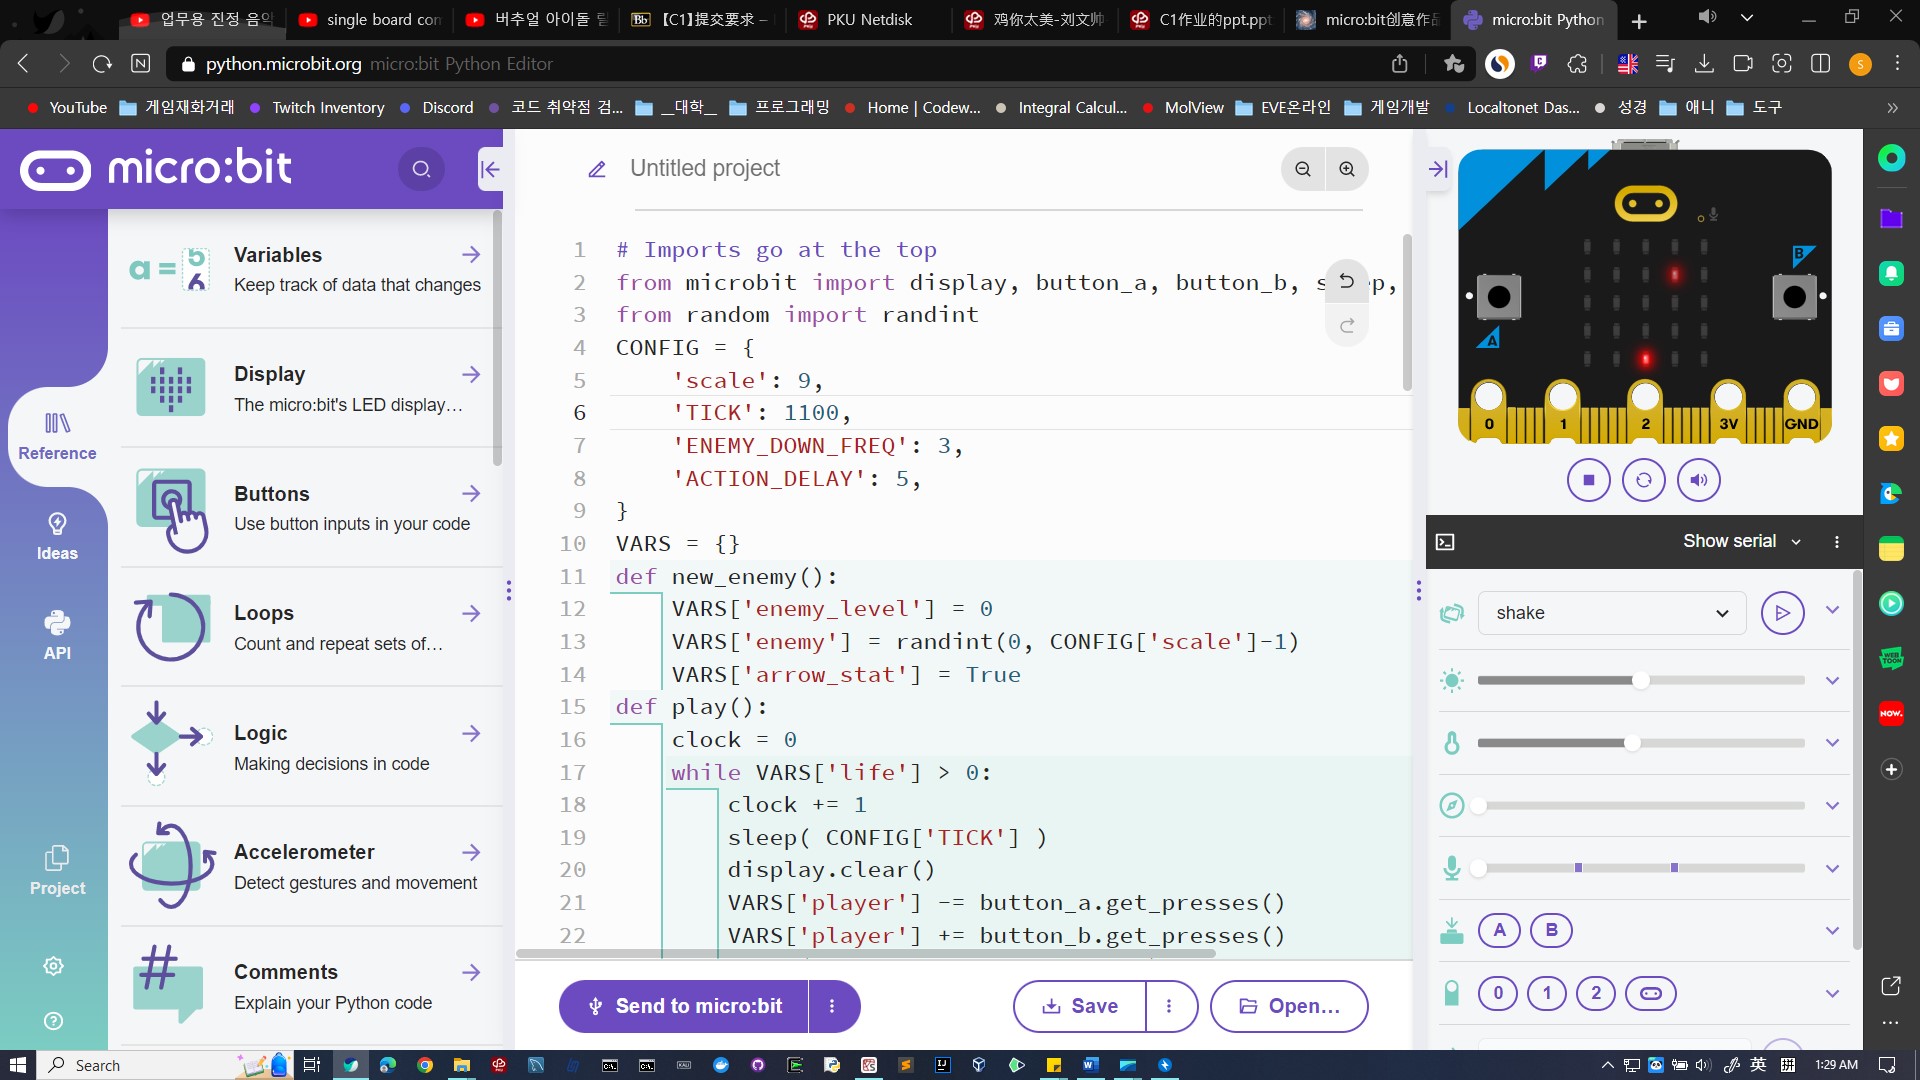 업무용 진정 음악
single board con
버추얼 아이돌
Bb 【C1】提交要求 –
PKU Netdisk
鸡你太美-刘文帅
C1作业的ppt.ppt
micro:bit创意作品
micro:bit Python
python.microbit.org micro:bit Python Editor
YouTube 게임재화거래 Twitch Inventory Discord 코드 취약점 검... __대학__ 프로그래밍 Home | Codew... Integral Calcul... MolView EVE온라인 게임개발 Localtonet Das... 성경 애니 도구
micro:bit
Untitled project
Reference
Ideas
API
Project
Variables
Keep track of data that changes
Display
The micro:bit's LED display...
Buttons
Use button inputs in your code
Loops
Count and repeat sets of...
Logic
Making decisions in code
Accelerometer
Detect gestures and movement
Comments
Explain your Python code
1 # Imports go at the top
2 from microbit import display, button_a, button_b, sleep,
3 from random import randint
4 CONFIG = {
5 'scale': 9,
6 'TICK': 1100,
7 'ENEMY_DOWN_FREQ': 3,
8 'ACTION_DELAY': 5,
9 }
10 VARS = {}
11 def new_enemy():
12 VARS['enemy_level'] = 0
13 VARS['enemy'] = randint(0, CONFIG['scale']-1)
14 VARS['arrow_stat'] = True
15 def play():
16 clock = 0
17 while VARS['life'] > 0:
18 clock += 1
19 sleep( CONFIG['TICK'] )
20 display.clear()
21 VARS['player'] -= button_a.get_presses()
22 VARS['player'] += button_b.get_presses()
Send to micro:bit
Save
Open...
A
B
0 1 2 3V GND
Show serial
shake
A B
0 1 2
WEB TOON
NOW.
Search
英
1:29 AM